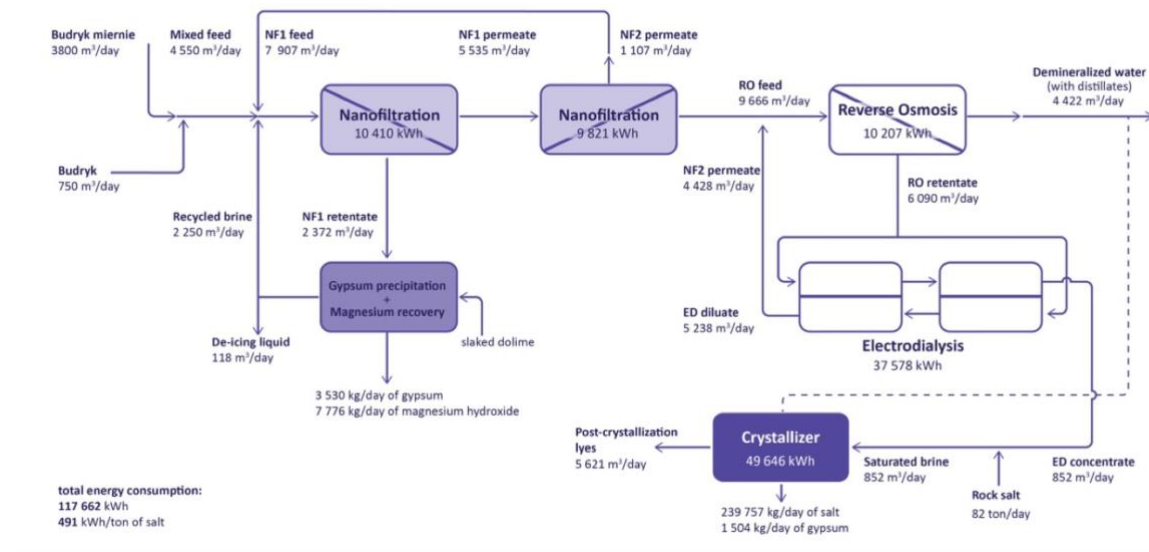 Budryk miernie
3800 m³/day
Mixed feed
4 550 m³/day
NF1 feed
7 907 m³/day
NF1 permeate
5 535 m³/day
NF2 permeate
1 107 m³/day
Nanofiltration
10 410 kWh
Nanofiltration
9 821 kWh
RO feed
9 666 m³/day
Reverse Osmosis
10 207 kWh
Demineralized water
(with distillates)
4 422 m³/day
Budryk
750 m³/day
Recycled brine
2 250 m³/day
NF1 retentate
2 372 m³/day
NF2 permeate
4 428 m³/day
RO retentate
6 090 m³/day
Gypsum precipitation
+
Magnesium recovery
slaked dolime
De-icing liquid
118 m³/day
3 530 kg/day of gypsum
7 776 kg/day of magnesium hydroxide
ED diluate
5 238 m³/day
Electrodialysis
37 578 kWh
Post-crystallization
lyes
5 621 m³/day
Crystallizer
49 646 kWh
Saturated brine
852 m³/day
ED concentrate
852 m³/day
Rock salt
82 ton/day
239 757 kg/day of salt
1 504 kg/day of gypsum
total energy consumption:
117 662 kWh
491 kWh/ton of salt